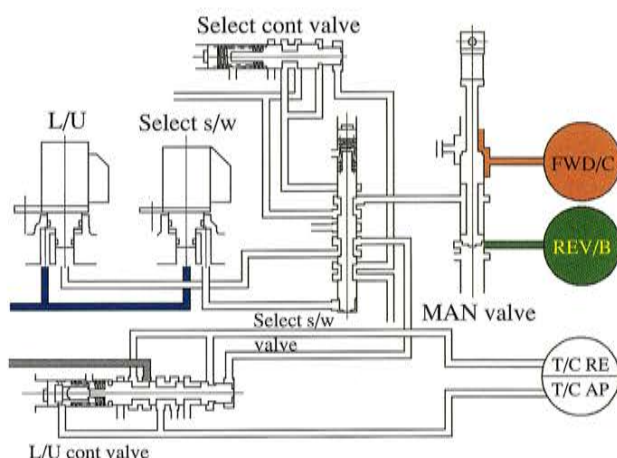 Select cont valve
L/U
Select s/w
FWD/C
REV/B
MAN valve
Select s/w
valve
T/C RE
T/C AP
L/U cont valve